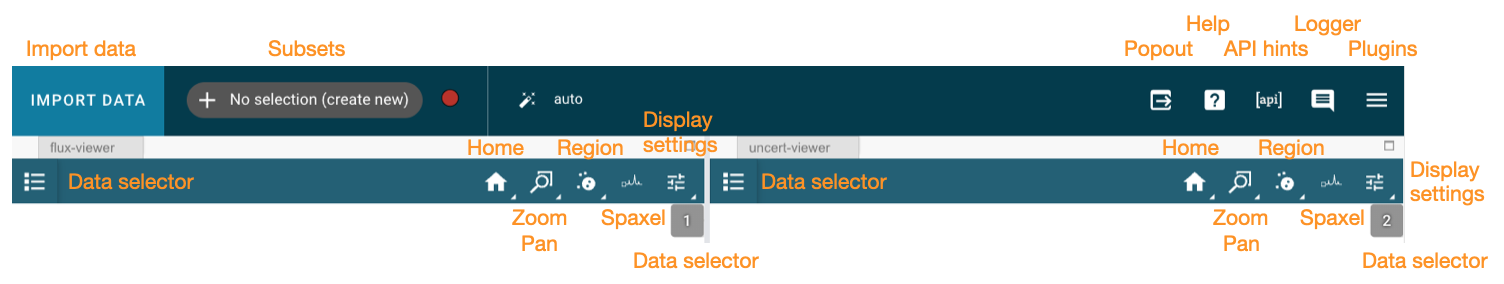 Help Logger
Import data Subsets Popout API hints Plugins
IMPORT DATA No selection (create new) auto [api]
Display
flux-viewer Home Region settings uncert-viewer Home Region
Data selector Data selector Display
settings
Zoom Spaxel 1 Zoom Spaxel 2
Pan Pan
Data selector Data selector